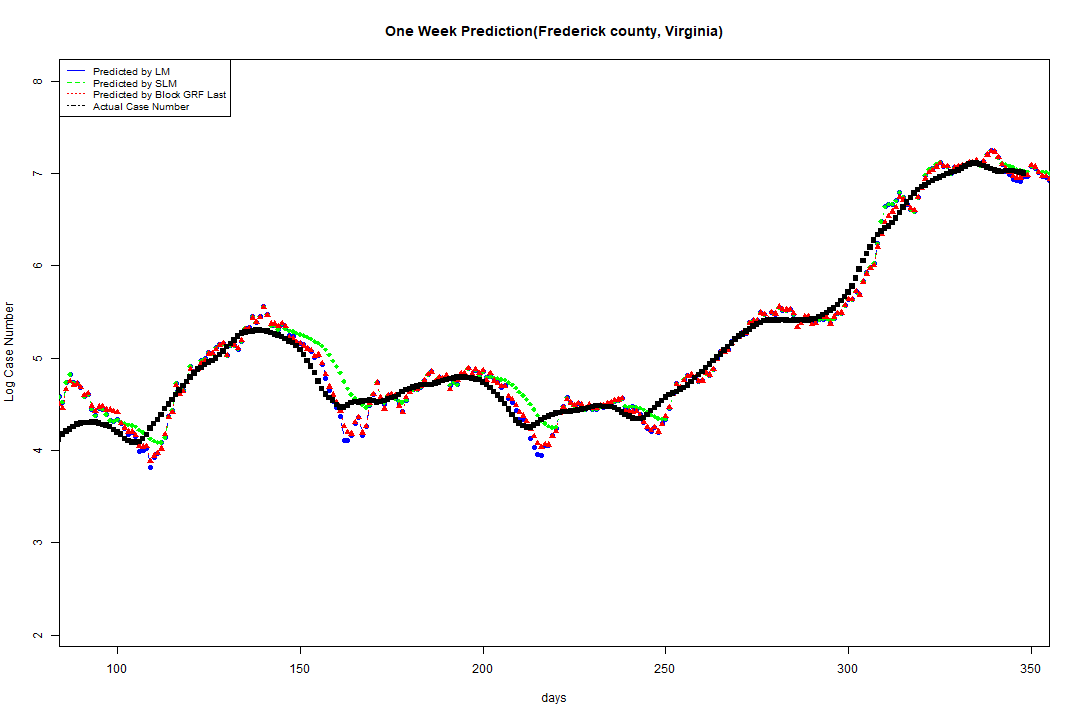 One Week Prediction(Frederick county, Virginia)
Predicted by LM
Predicted by SLM
Predicted by Block GRF Last
Actual Case Number
8
7
6
5
4
3
2
Log Case Number
100 150 200 250 300 350
days